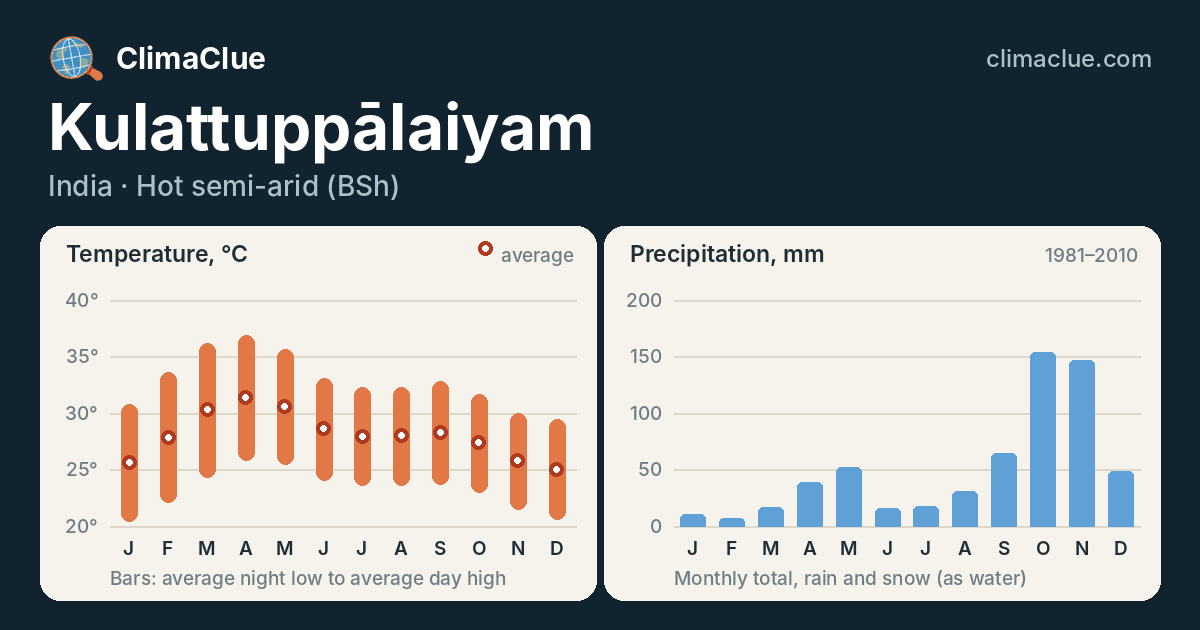 ClimaClue
climaclue.com
Kulattuppālaiyam
India · Hot semi-arid (BSh)
Temperature, °C
average
40°
35°
30°
25°
20°
J F M A M J J A S O N D
Bars: average night low to average day high
Precipitation, mm
1981–2010
200
150
100
50
0
J F M A M J J A S O N D
Monthly total, rain and snow (as water)